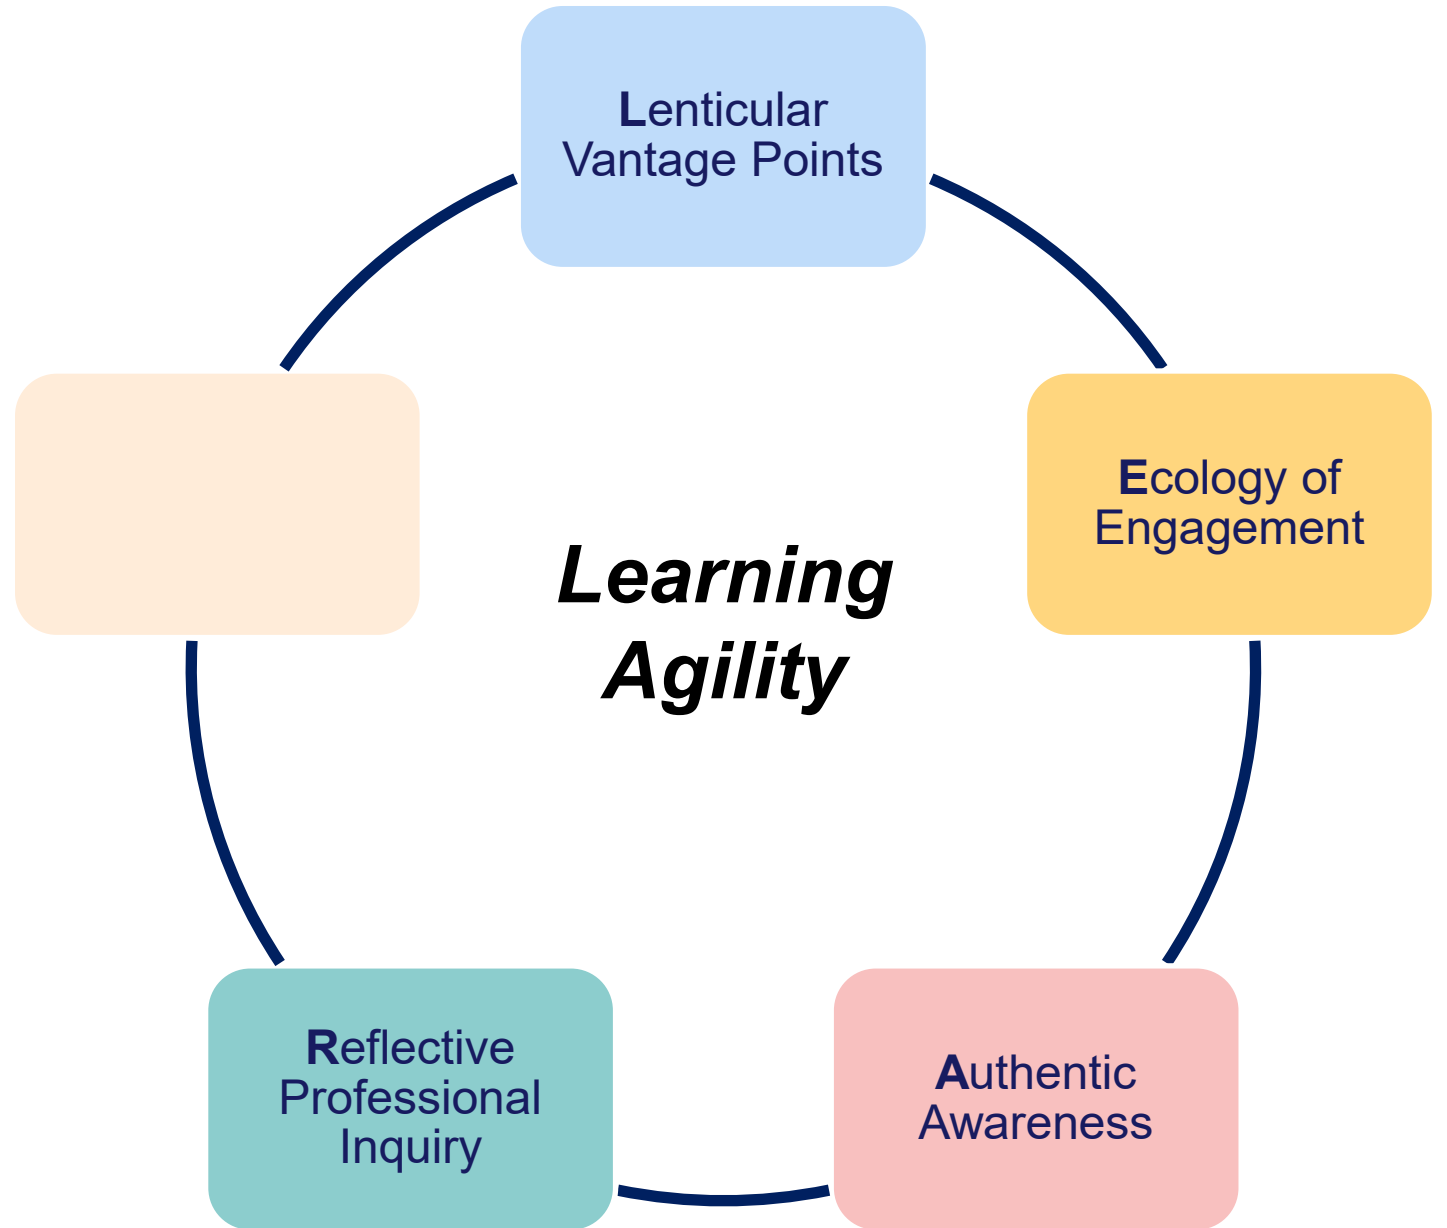 Lenticular
Vantage Points
Ecology of
Engagement
Learning
Agility
Authentic
Awareness
Reflective
Professional
Inquiry